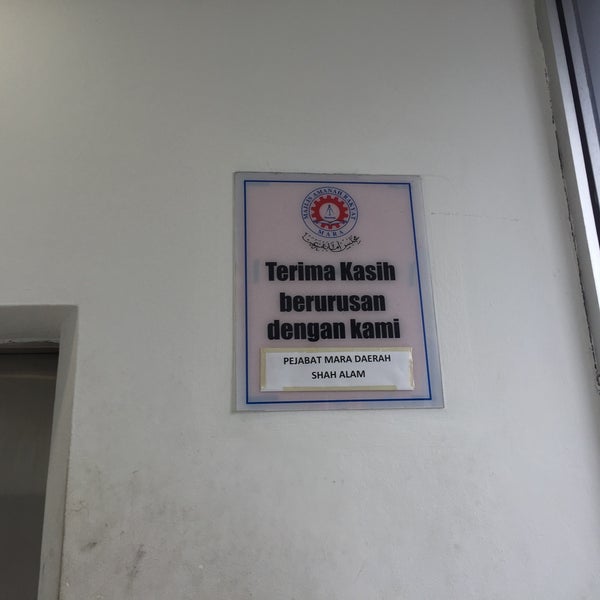 MAJLIS AMANAH RAKYAT
MARA
Terima Kasih
berurusan
dengan kami
PEJABAT MARA DAERAH
SHAH ALAM